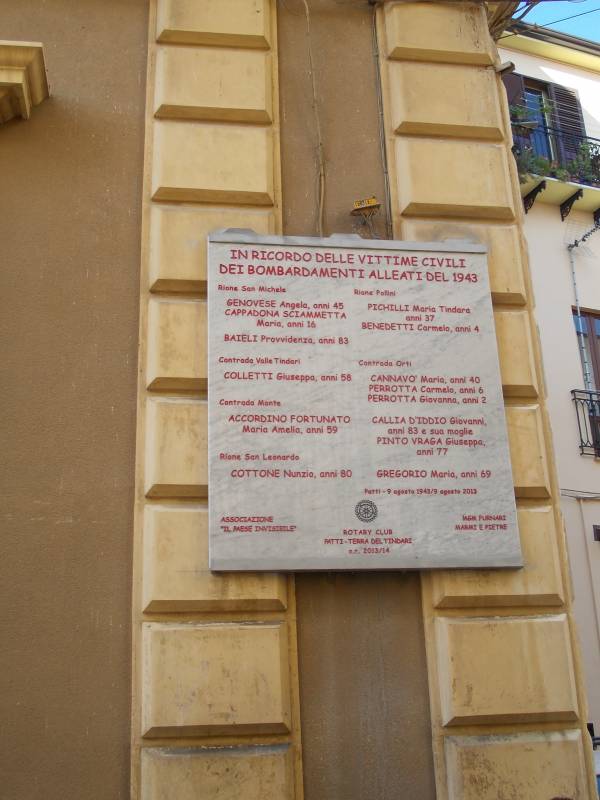 IN RICORDO DELLE VITTIME CIVILI
DEI BOMBARDAMENTI ALLEATI DEL 1943
Rione San Michele
GENOVESE Angela, anni 45
CAPPADONA SCIAMMETTA
Maria, anni 16
BAIELI Provvidenza, anni 83
Contrada Valle Tindari
COLLETTI Giuseppa, anni 58
Contrada Monte
ACCORDINO FORTUNATO
Maria Amelia, anni 59
Rione San Leonardo
COTTONE Nunzio, anni 80
Rione Pollini
PICHILLI Maria Tindara
anni 37
BENEDETTI Carmelo, anni 4
Contrada Orti
CANNAVO' Maria, anni 40
PERROTTA Carmelo, anni 6
PERROTTA Giovanna, anni 2
CALLIA D'IDDIO Giovanni,
anni 83 e sua moglie
PINTO VRAGA Giuseppa,
anni 77
GREGORIO Maria, anni 69
Patti - 9 agosto 1943/9 agosto 2013
ASSOCIAZIONE
"IL MESE INVISIBILE"
ROTARY CLUB
PATTI-TERRA DEL TINDARI
a.r. 2013/14
MGM FURNARI
MARMI E PIETRE